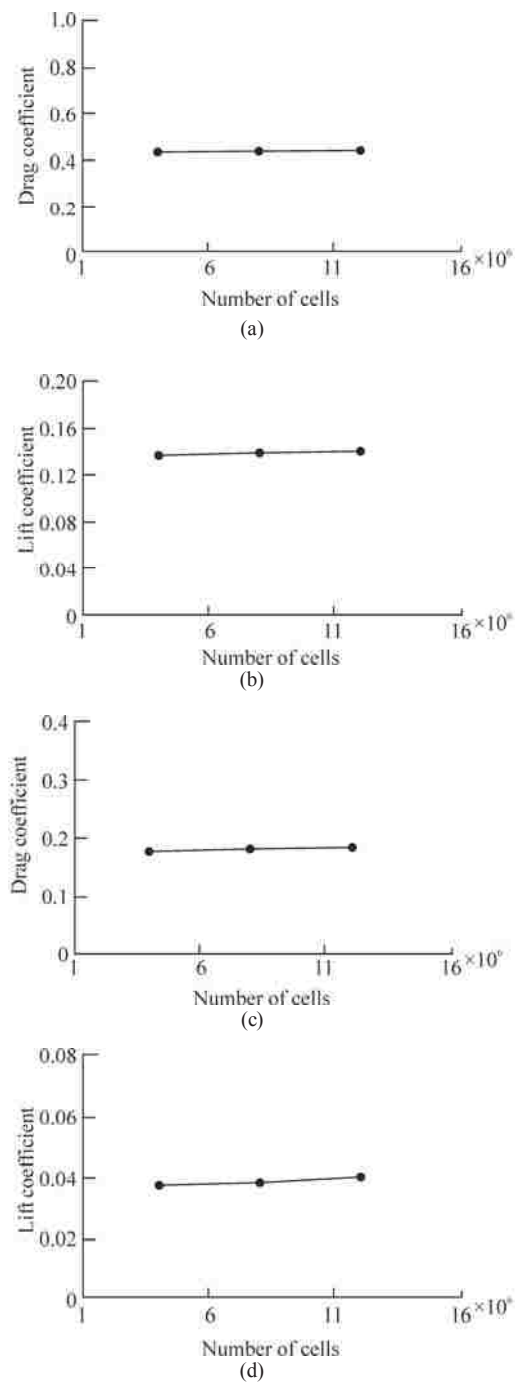 1.0
0.8
0.6
0.4
0.2
0
Drag coefficient
1 6 11 16 ×10⁶
Number of cells
(a)
0.20
0.16
0.12
0.08
0.04
0
Lift coefficient
1 6 11 16 ×10⁶
Number of cells
(b)
0.4
0.3
0.2
0.1
0
Drag coefficient
1 6 11 16 ×10⁶
Number of cells
(c)
0.08
0.06
0.04
0.02
0
Lift coefficient
1 6 11 16 ×10⁶
Number of cells
(d)